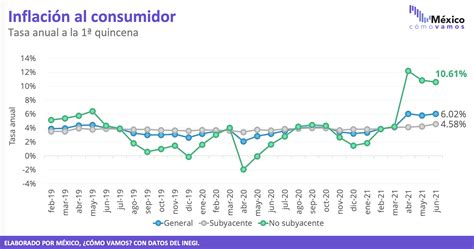 Inflación al consumidor
Tasa anual a la 1ª quincena
México
cómovamos
14%
12%
10%
8%
6%
4%
2%
0%
-2%
-4%
Tasa anual
10.61%
6.02%
4.58%
feb-19
mar-19
abr-19
may-19
jun-19
jul-19
ago-19
sep-19
oct-19
nov-19
dic-19
ene-20
feb-20
mar-20
abr-20
may-20
jun-20
jul-20
ago-20
sep-20
oct-20
nov-20
dic-20
ene-21
feb-21
mar-21
abr-21
may-21
jun-21
General
Subyacente
No subyacente
ELABORADO POR MÉXICO, ¿CÓMO VAMOS? CON DATOS DEL INEGI.